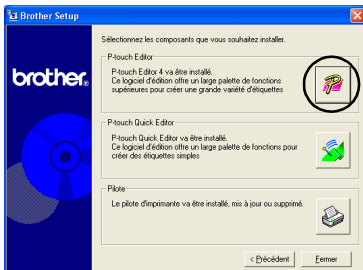 Brother Setup
Sélectionnez les composants que vous souhaitez installer.
brother.
P-touch Editor
P-touch Editor 4 va être installé.
Ce logiciel d'édition offre un large palette de fonctions
supérieures pour créer une grande variété d'étiquettes
P-touch Quick Editor
P-touch Quick Editor va être installé.
Ce logiciel d'édition offre un large palette de fonctions pour
créer des étiquettes simples
Pilote
Le pilote d'imprimante va être installé, mis à jour ou supprimé.
< Précédent
Fermer